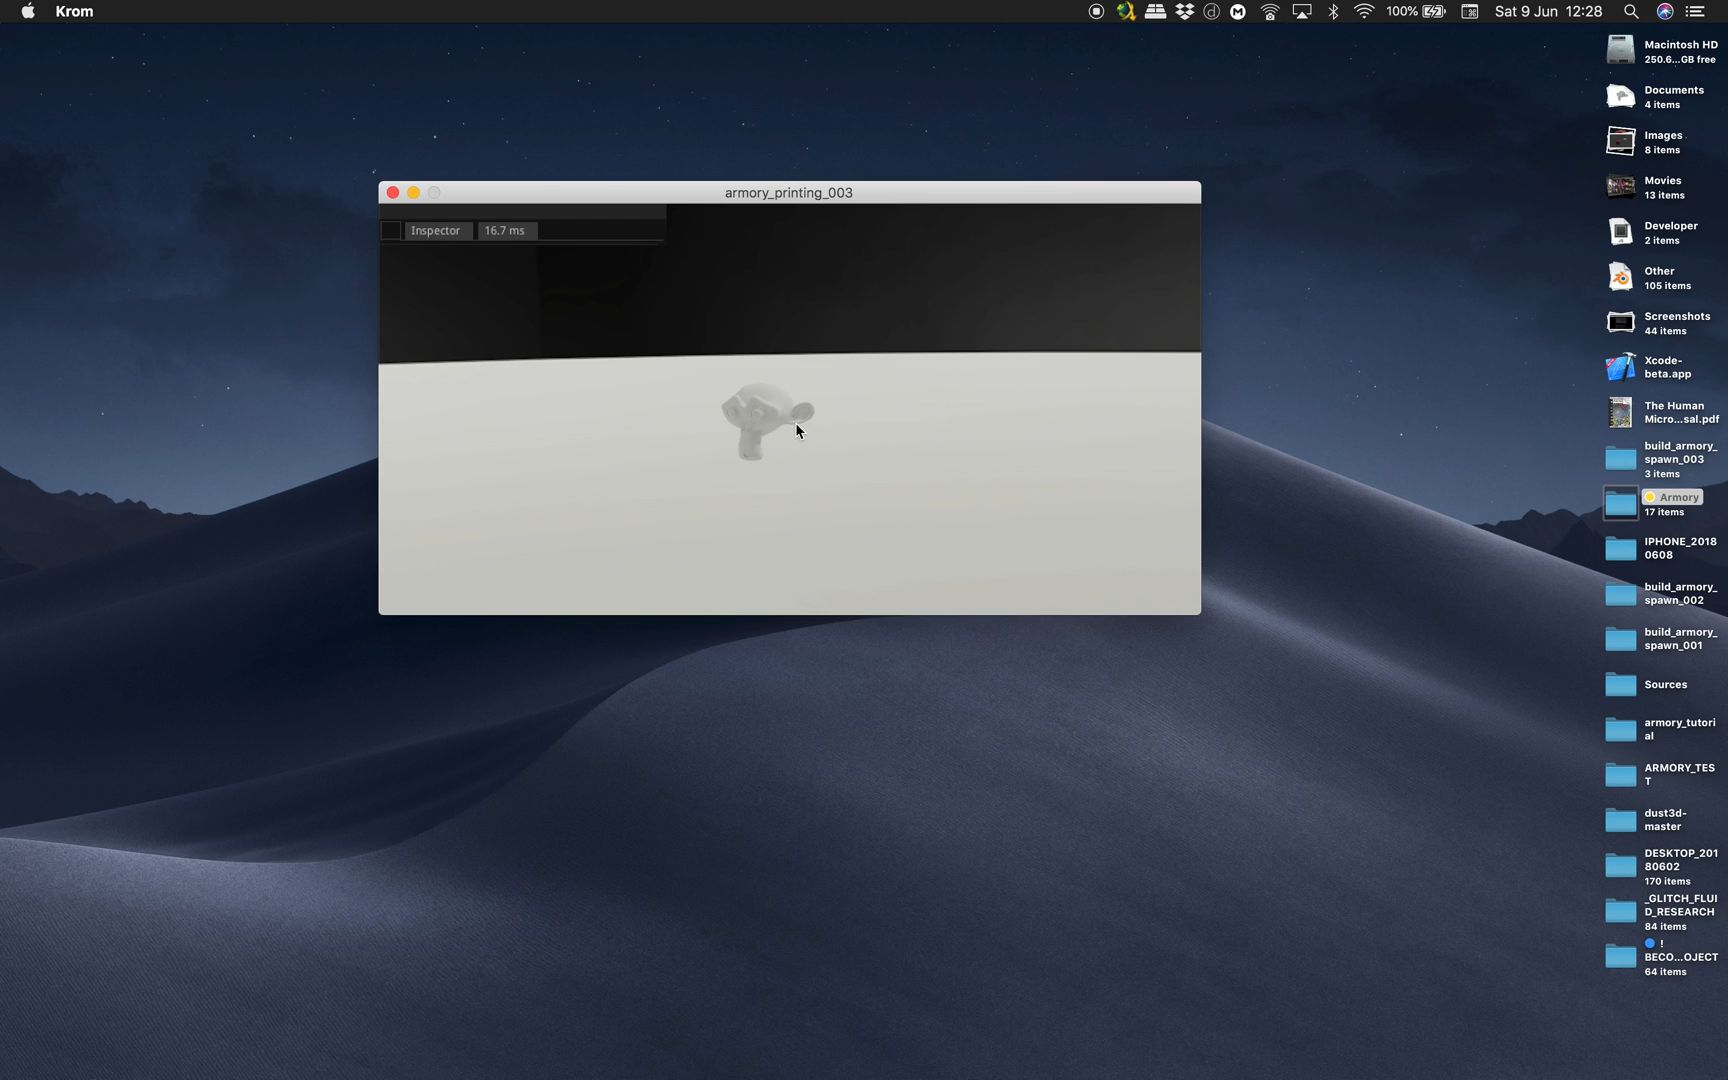 Krom
100%
Sat 9 Jun 12:28
armory_printing_003
Inspector
16.7 ms
Macintosh HD
250.6...GB free
Documents
4 items
Images
8 items
Movies
13 items
Developer
2 items
Other
105 items
Screenshots
44 items
Xcode-
beta.app
The Human
Micro...sal.pdf
build_armory_
spawn_003
3 items
Armory
17 items
IPHONE_2018
0608
build_armory_
spawn_002
build_armory_
spawn_001
Sources
armory_tutori
al
ARMORY_TES
T
dust3d-
master
DESKTOP_201
80602
170 items
_GLITCH_FLUI
D_RESEARCH
84 items
!
BECO...OJECT
64 items